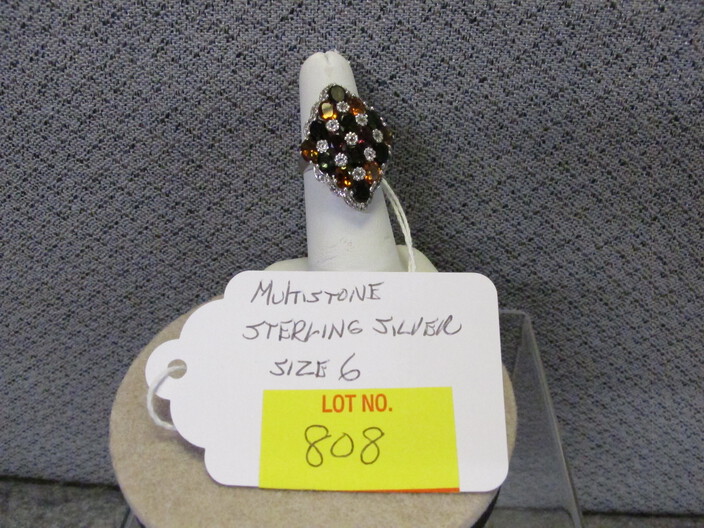 MULTISTONE
STERLING SILVER
SIZE 6
LOT NO.
808